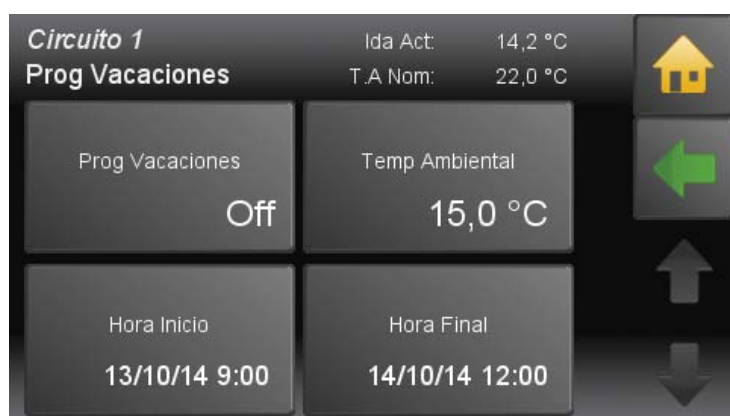 Circuito 1 Ida Act: 14,2 °C
Prog Vacaciones T.A Nom: 22,0 °C
Prog Vacaciones
Off
Temp Ambiental
15,0 °C
Hora Inicio
13/10/14 9:00
Hora Final
14/10/14 12:00